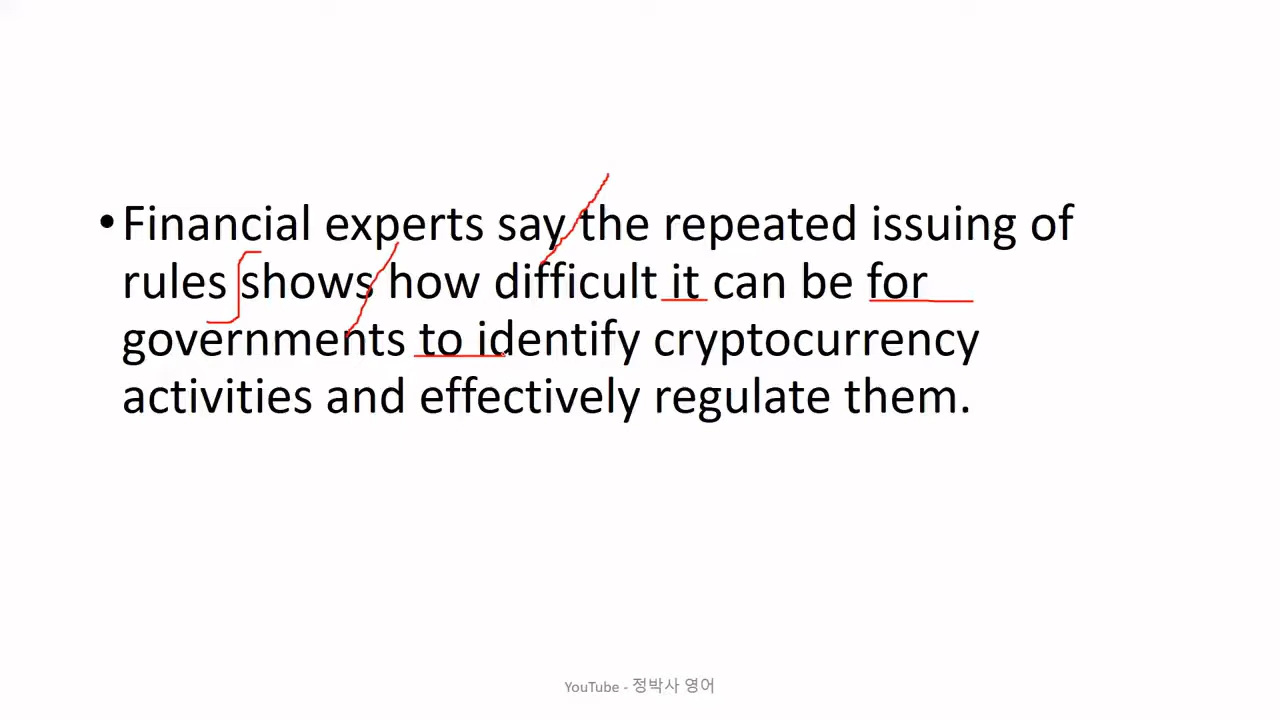 •Financial experts say the repeated issuing of
rules shows how difficult it can be for
governments to identify cryptocurrency
activities and effectively regulate them.
YouTube - 정박사 영어